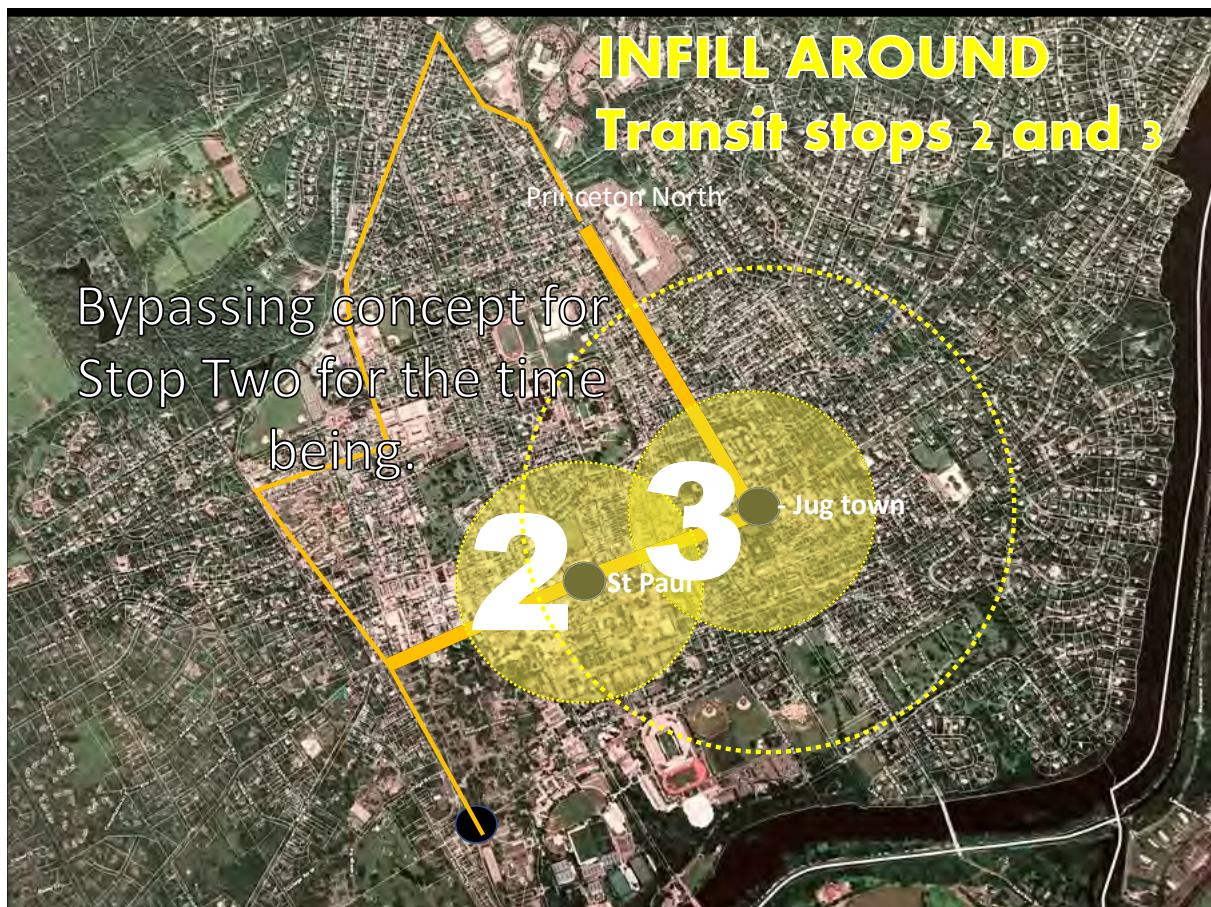 INFILL AROUND
Transit stops 2 and 3
Princeton North
Bypassing concept for
Stop Two for the time
being.
3
- Jug town
2
St Paul